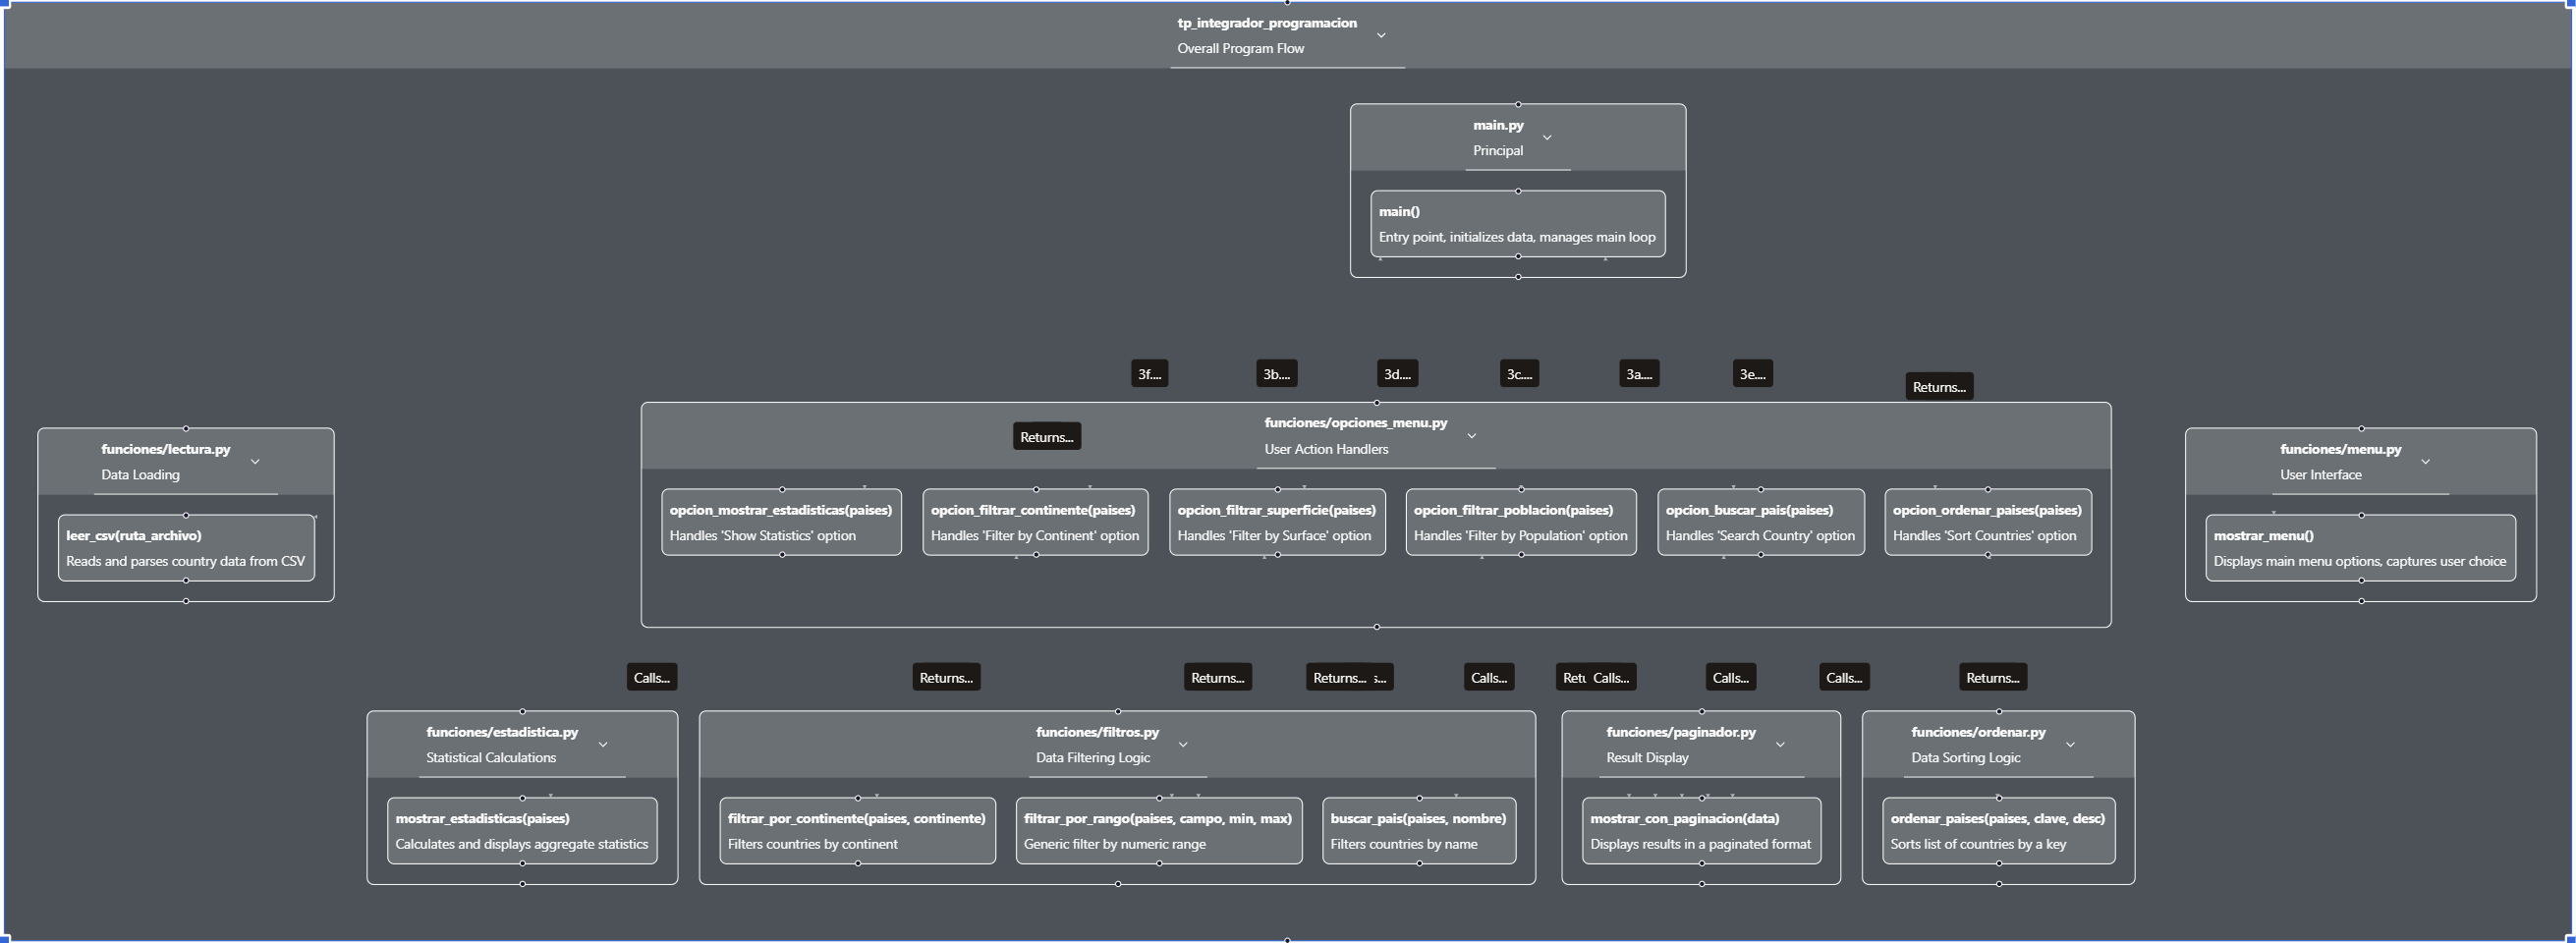 tp_integrador_programacion
Overall Program Flow
main.py
Principal
main()
Entry point, initializes data, manages main loop
3f....
3b....
3d....
3c....
3a....
3e....
Returns...
funciones/opciones_menu.py
User Action Handlers
Returns...
opcion_mostrar_estadisticas(paises)
Handles 'Show Statistics' option
opcion_filtrar_continente(paises)
Handles 'Filter by Continent' option
opcion_filtrar_superficie(paises)
Handles 'Filter by Surface' option
opcion_filtrar_poblacion(paises)
Handles 'Filter by Population' option
opcion_buscar_pais(paises)
Handles 'Search Country' option
opcion_ordenar_paises(paises)
Handles 'Sort Countries' option
funciones/lectura.py
Data Loading
leer_csv(ruta_archivo)
Reads and parses country data from CSV
funciones/menu.py
User Interface
mostrar_menu()
Displays main menu options, captures user choice
Calls...
Returns...
Returns...
Returns...
Calls...
Calls...
Calls...
Calls...
Returns...
funciones/estadistica.py
Statistical Calculations
mostrar_estadisticas(paises)
Calculates and displays aggregate statistics
funciones/filtros.py
Data Filtering Logic
filtrar_por_continente(paises, continente)
Filters countries by continent
filtrar_por_rango(paises, campo, min, max)
Generic filter by numeric range
buscar_pais(paises, nombre)
Filters countries by name
funciones/paginador.py
Result Display
mostrar_con_paginacion(data)
Displays results in a paginated format
funciones/ordenar.py
Data Sorting Logic
ordenar_paises(paises, clave, desc)
Sorts list of countries by a key